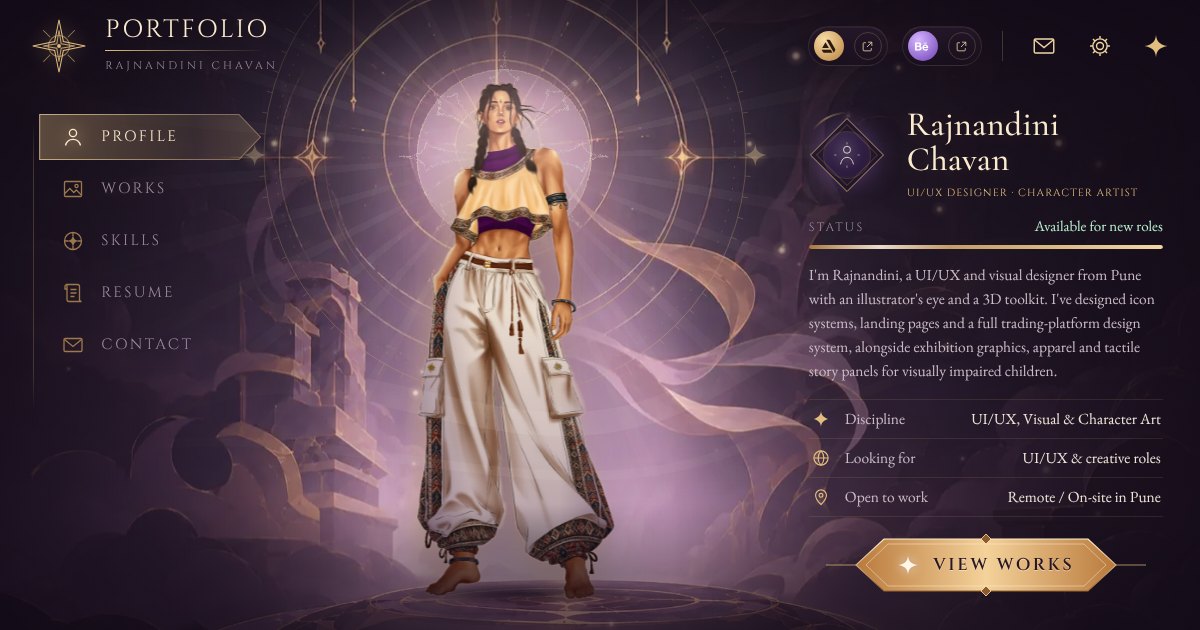 PORTFOLIO
RAJNANDINI CHAVAN
Bē
PROFILE
WORKS
SKILLS
RESUME
CONTACT
Rajnandini
Chavan
UI/UX DESIGNER · CHARACTER ARTIST
STATUS
Available for new roles
I'm Rajnandini, a UI/UX and visual designer from Pune
with an illustrator's eye and a 3D toolkit. I've designed icon
systems, landing pages and a full trading-platform design
system, alongside exhibition graphics, apparel and tactile
story panels for visually impaired children.
Discipline UI/UX, Visual & Character Art
Looking for UI/UX & creative roles
Open to work Remote / On-site in Pune
VIEW WORKS